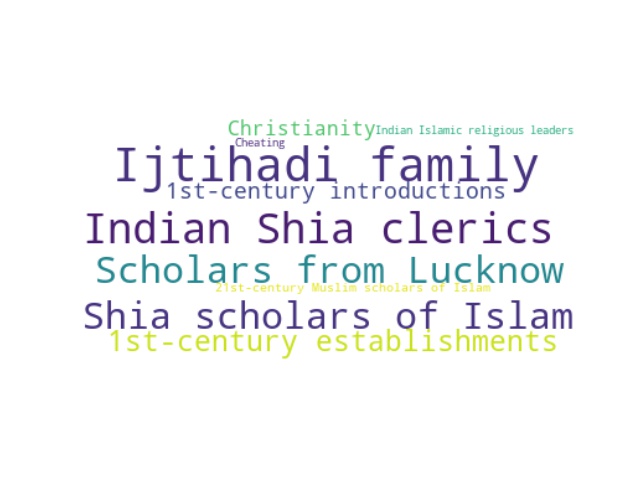 Christianity
Indian Islamic religious leaders
Cheating
Ijtihadi family
1st-century introductions
Indian Shia clerics
Scholars from Lucknow
21st-century Muslim scholars of Islam
Shia scholars of Islam
1st-century establishments